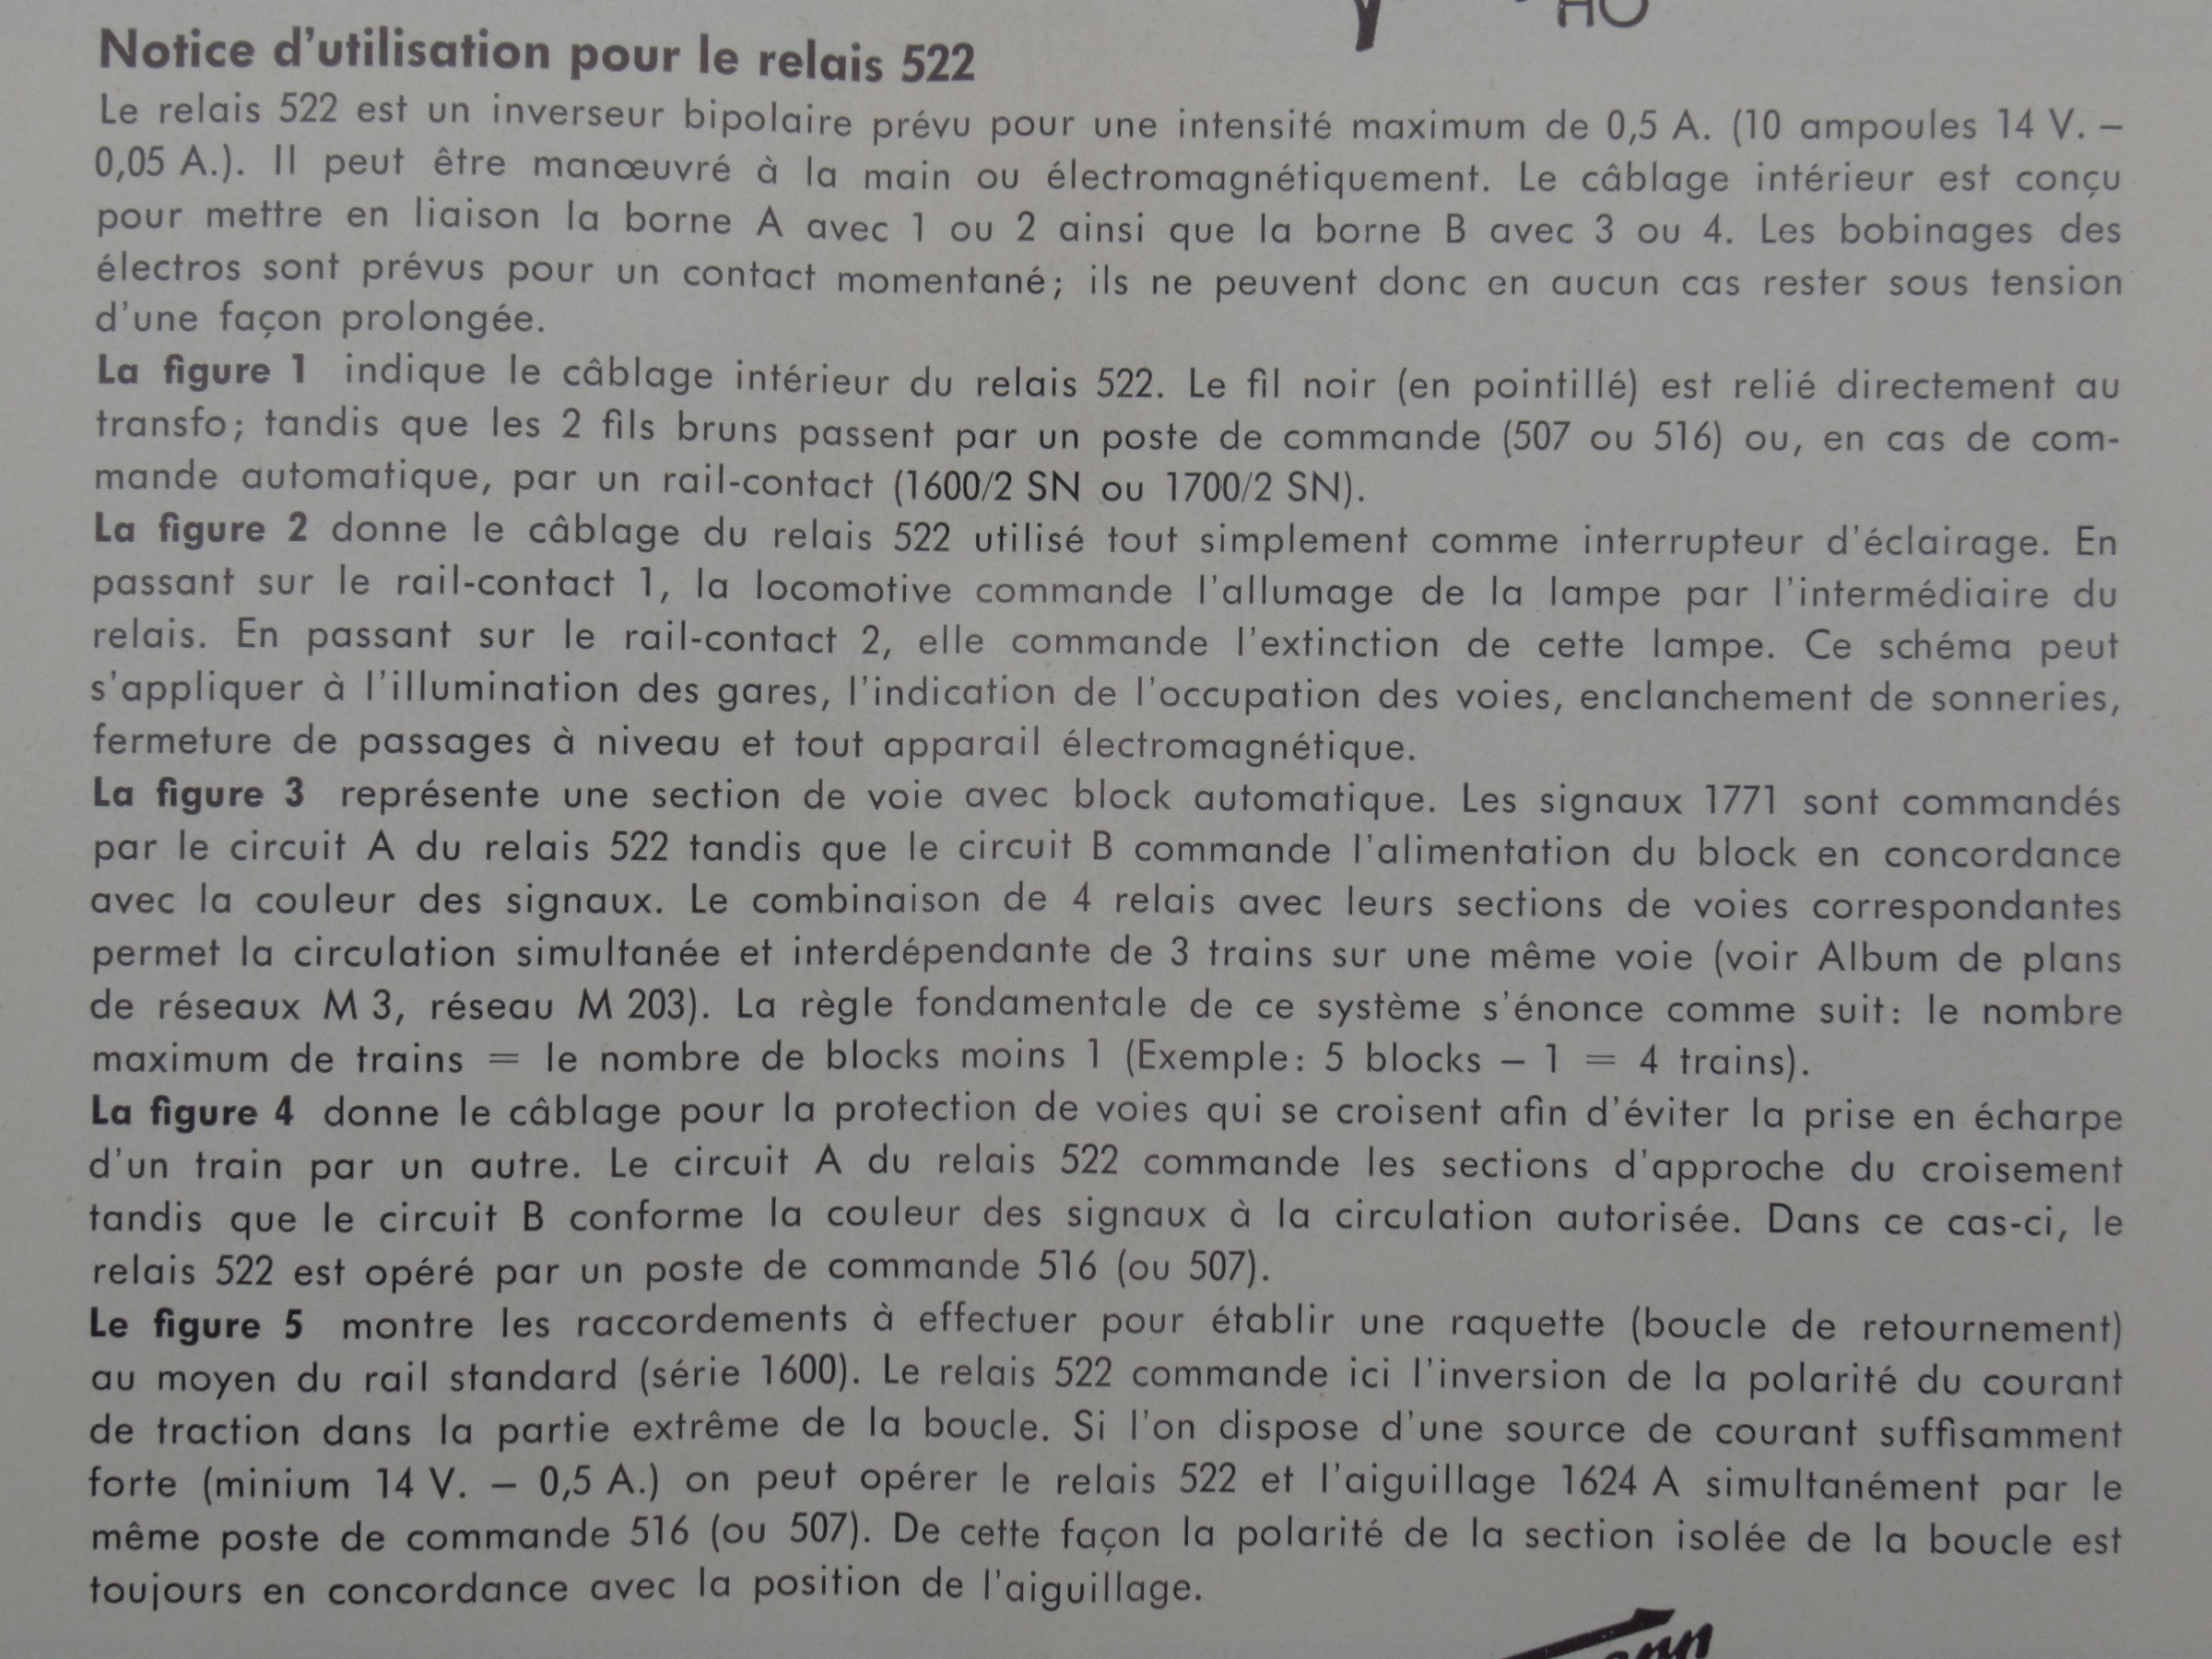 HO
Notice d'utilisation pour le relais 522
Le relais 522 est un inverseur bipolaire prévu pour une intensité maximum de 0,5 A. (10 ampoules 14 V. –
0,05 A.). Il peut être manœuvré à la main ou électromagnétiquement. Le câblage intérieur est conçu
pour mettre en liaison la borne A avec 1 ou 2 ainsi que la borne B avec 3 ou 4. Les bobinages des
électros sont prévus pour un contact momentané; ils ne peuvent donc en aucun cas rester sous tension
d'une façon prolongée.
La figure 1 indique le câblage intérieur du relais 522. Le fil noir (en pointillé) est relié directement au
transfo; tandis que les 2 fils bruns passent par un poste de commande (507 ou 516) ou, en cas de com-
mande automatique, par un rail-contact (1600/2 SN ou 1700/2 SN).
La figure 2 donne le câblage du relais 522 utilisé tout simplement comme interrupteur d'éclairage. En
passant sur le rail-contact 1, la locomotive commande l'allumage de la lampe par l'intermédiaire du
relais. En passant sur le rail-contact 2, elle commande l'extinction de cette lampe. Ce schéma peut
s'appliquer à l'illumination des gares, l'indication de l'occupation des voies, enclanchement de sonneries,
fermeture de passages à niveau et tout apparail électromagnétique.
La figure 3 représente une section de voie avec block automatique. Les signaux 1771 sont commandés
par le circuit A du relais 522 tandis que le circuit B commande l'alimentation du block en concordance
avec la couleur des signaux. Le combinaison de 4 relais avec leurs sections de voies correspondantes
permet la circulation simultanée et interdépendante de 3 trains sur une même voie (voir Album de plans
de réseaux M 3, réseau M 203). La règle fondamentale de ce système s'énonce comme suit: le nombre
maximum de trains = le nombre de blocks moins 1 (Exemple: 5 blocks – 1 = 4 trains).
La figure 4 donne le câblage pour la protection de voies qui se croisent afin d'éviter la prise en écharpe
d'un train par un autre. Le circuit A du relais 522 commande les sections d'approche du croisement
tandis que le circuit B conforme la couleur des signaux à la circulation autorisée. Dans ce cas-ci, le
relais 522 est opéré par un poste de commande 516 (ou 507).
Le figure 5 montre les raccordements à effectuer pour établir une raquette (boucle de retournement)
au moyen du rail standard (série 1600). Le relais 522 commande ici l'inversion de la polarité du courant
de traction dans la partie extrême de la boucle. Si l'on dispose d'une source de courant suffisamment
forte (minium 14 V. – 0,5 A.) on peut opérer le relais 522 et l'aiguillage 1624 A simultanément par le
même poste de commande 516 (ou 507). De cette façon la polarité de la section isolée de la boucle est
toujours en concordance avec la position de l'aiguillage.